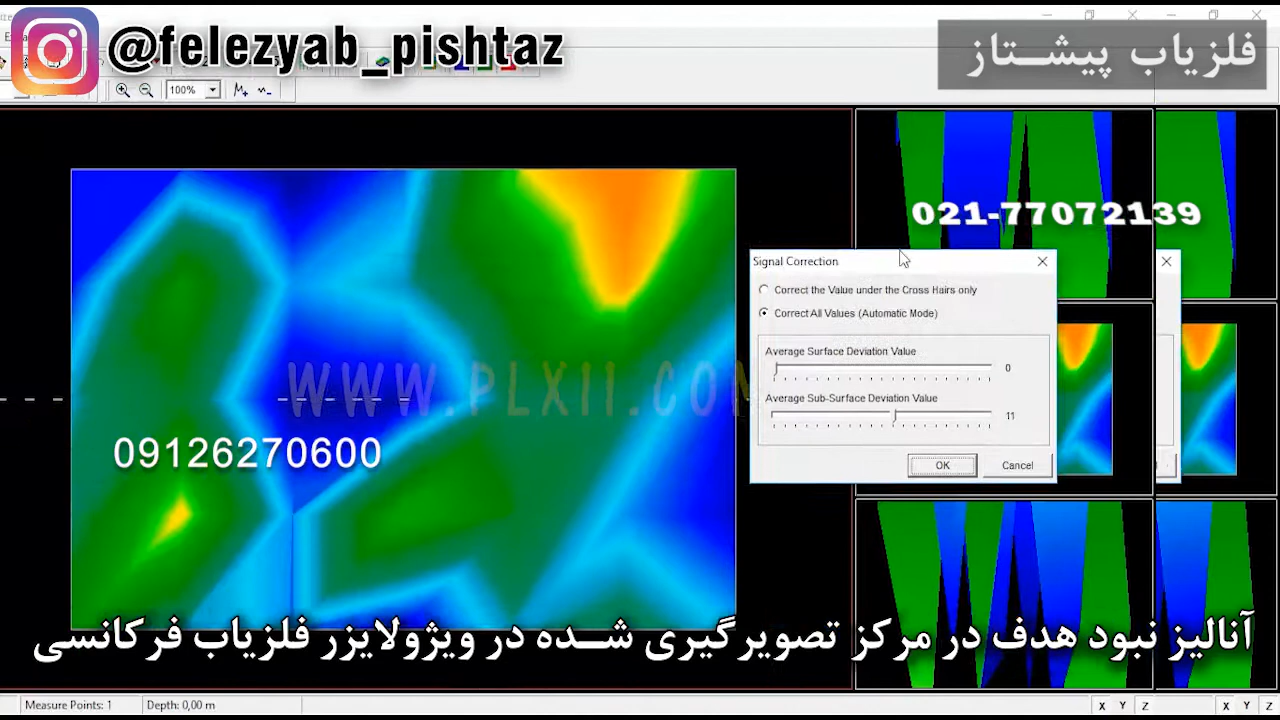 @felezyab_pishtaz
فلزیاب پیشتاز
100%
021-77072139
Signal Correction
Correct the Value under the Cross Hairs only
Correct All Values (Automatic Mode)
Average Surface Deviation Value
0
Average Sub-Surface Deviation Value
11
OK
Cancel
WWW.PLXII.COM
09126270600
آنالیز نبود هدف در مرکز تصویرگیری شده در ویژولایزر فلزیاب فرکانسی
Measure Points: 1
Depth: 0,00 m
X Y Z
X Y Z